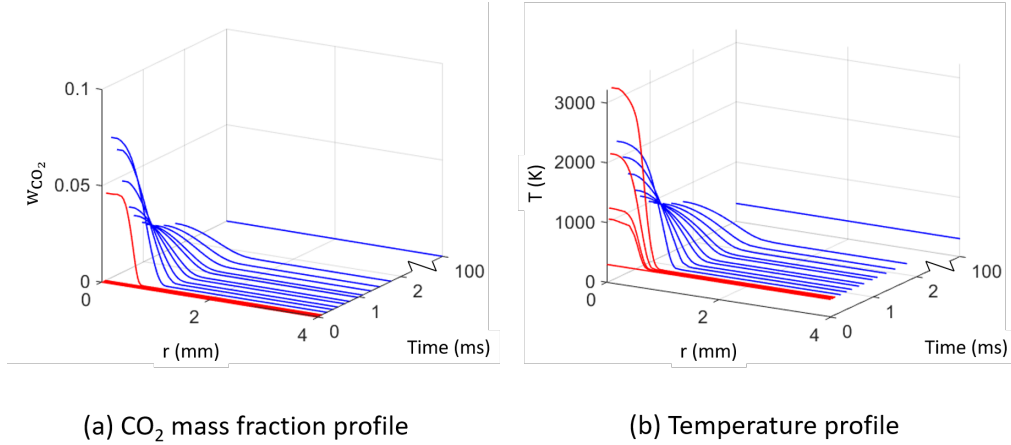 0.1
0.05
0
w_CO₂
0
2
4
r (mm)
0
1
2
100
Time (ms)
(a) CO₂ mass fraction profile
3000
2000
1000
0
T (K)
0
2
4
r (mm)
0
1
2
100
Time (ms)
(b) Temperature profile